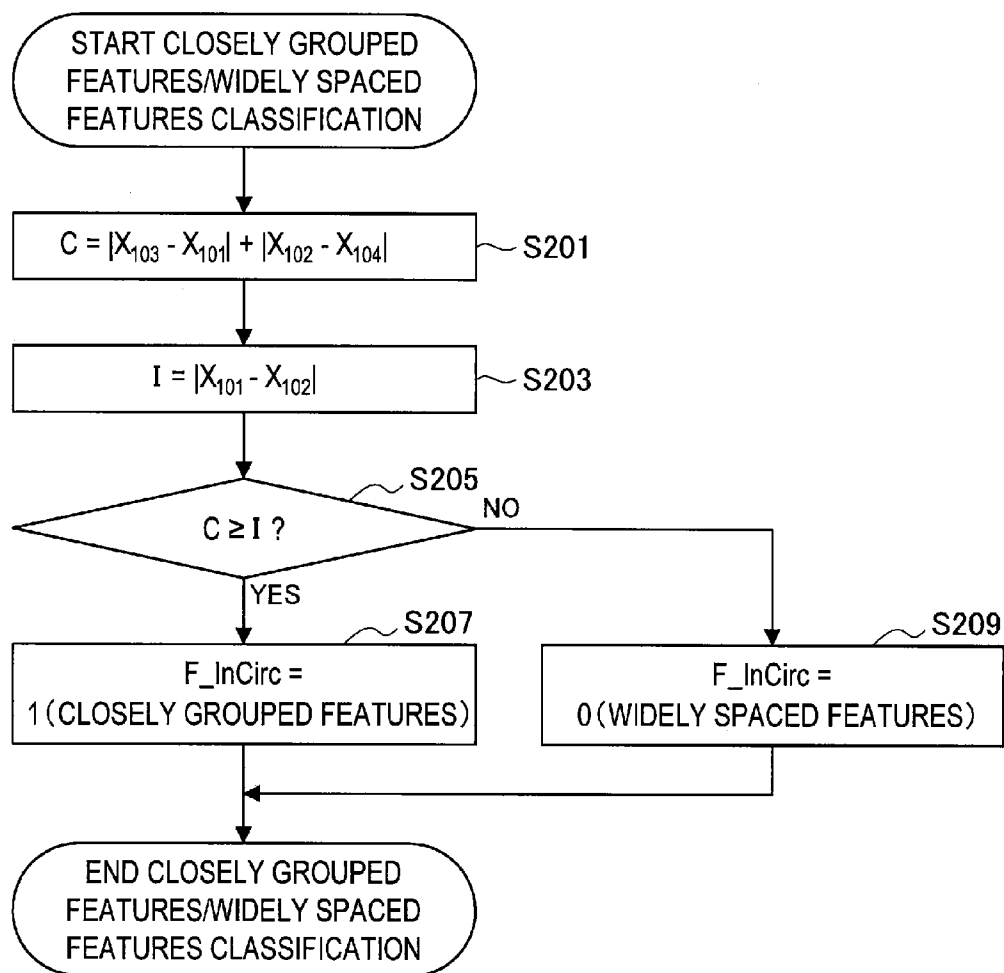 START CLOSELY GROUPED
FEATURES/WIDELY SPACED
FEATURES CLASSIFICATION
C = |X103 - X101| + |X102 - X104|
S201
I = |X101 - X102|
S203
S205
C ≥ I ?
NO
YES
S207
F_InCirc =
1(CLOSELY GROUPED FEATURES)
S209
F_InCirc =
0(WIDELY SPACED FEATURES)
END CLOSELY GROUPED
FEATURES/WIDELY SPACED
FEATURES CLASSIFICATION